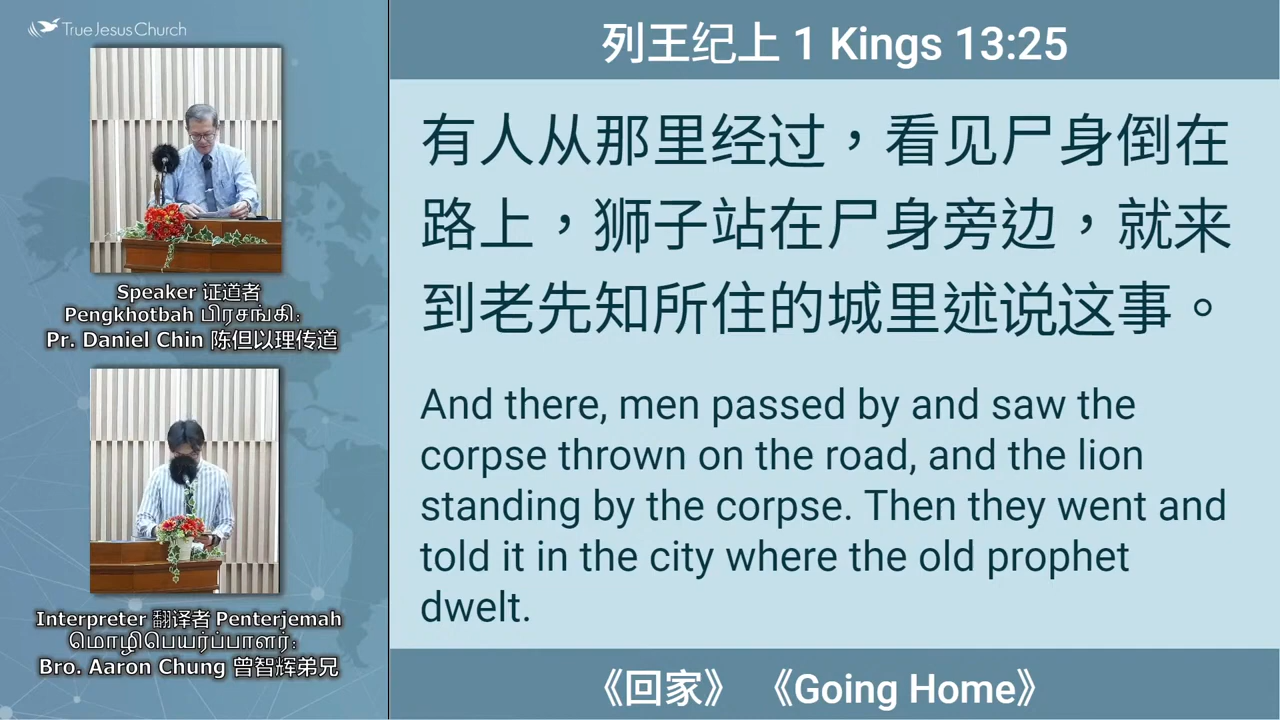 True Jesus Church
Speaker 证道者
Pengkhotbah பிரசங்கி:
Pr. Daniel Chin 陈但以理传道
Interpreter 翻译者 Penterjemah
மொழிபெயர்ப்பாளர்:
Bro. Aaron Chung 曾智辉弟兄
列王纪上 1 Kings 13:25
有人从那里经过，看见尸身倒在
路上，狮子站在尸身旁边，就来
到老先知所住的城里述说这事。
And there, men passed by and saw the
corpse thrown on the road, and the lion
standing by the corpse. Then they went and
told it in the city where the old prophet
dwelt.
《回家》 《Going Home》